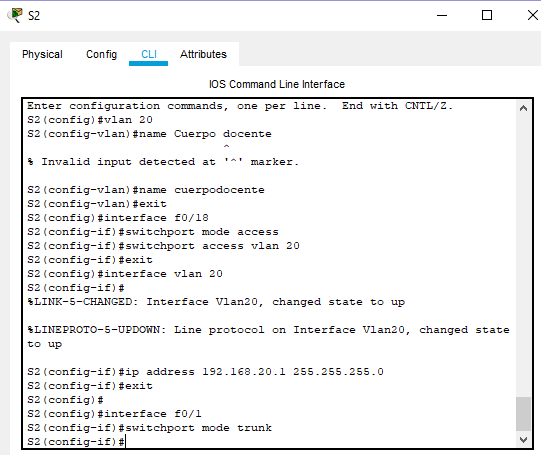 S2
Physical Config CLI Attributes
IOS Command Line Interface
Enter configuration commands, one per line. End with CNTL/Z.
S2(config)#vlan 20
S2(config-vlan)#name Cuerpo docente
^
% Invalid input detected at '^' marker.
S2(config-vlan)#name cuerpodocente
S2(config-vlan)#exit
S2(config)#interface f0/18
S2(config-if)#switchport mode access
S2(config-if)#switchport access vlan 20
S2(config-if)#exit
S2(config)#interface vlan 20
S2(config-if)#
%LINK-5-CHANGED: Interface Vlan20, changed state to up
%LINEPROTO-5-UPDOWN: Line protocol on Interface Vlan20, changed state
to up
S2(config-if)#ip address 192.168.20.1 255.255.255.0
S2(config-if)#exit
S2(config)#
S2(config)#interface f0/1
S2(config-if)#switchport mode trunk
S2(config-if)#